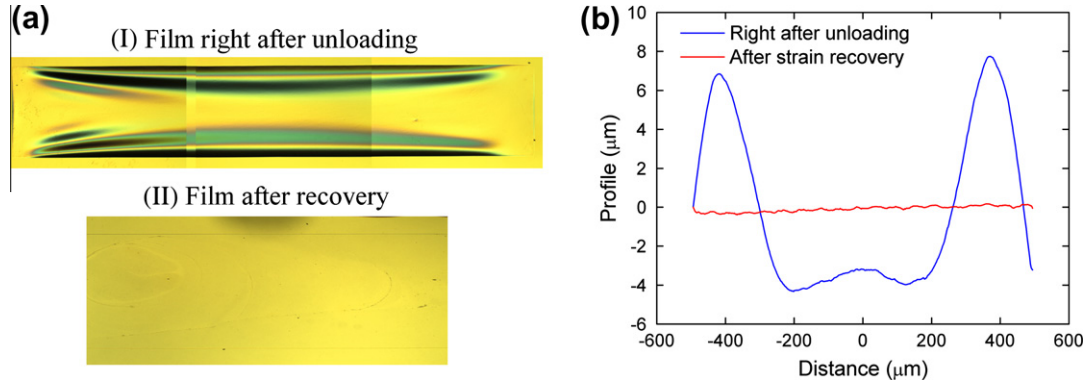 (a)
(I) Film right after unloading
(II) Film after recovery
(b)
Right after unloading
After strain recovery
10
8
6
4
2
0
-2
-4
-6
Profile (μm)
-600 -400 -200 0 200 400 600
Distance (μm)